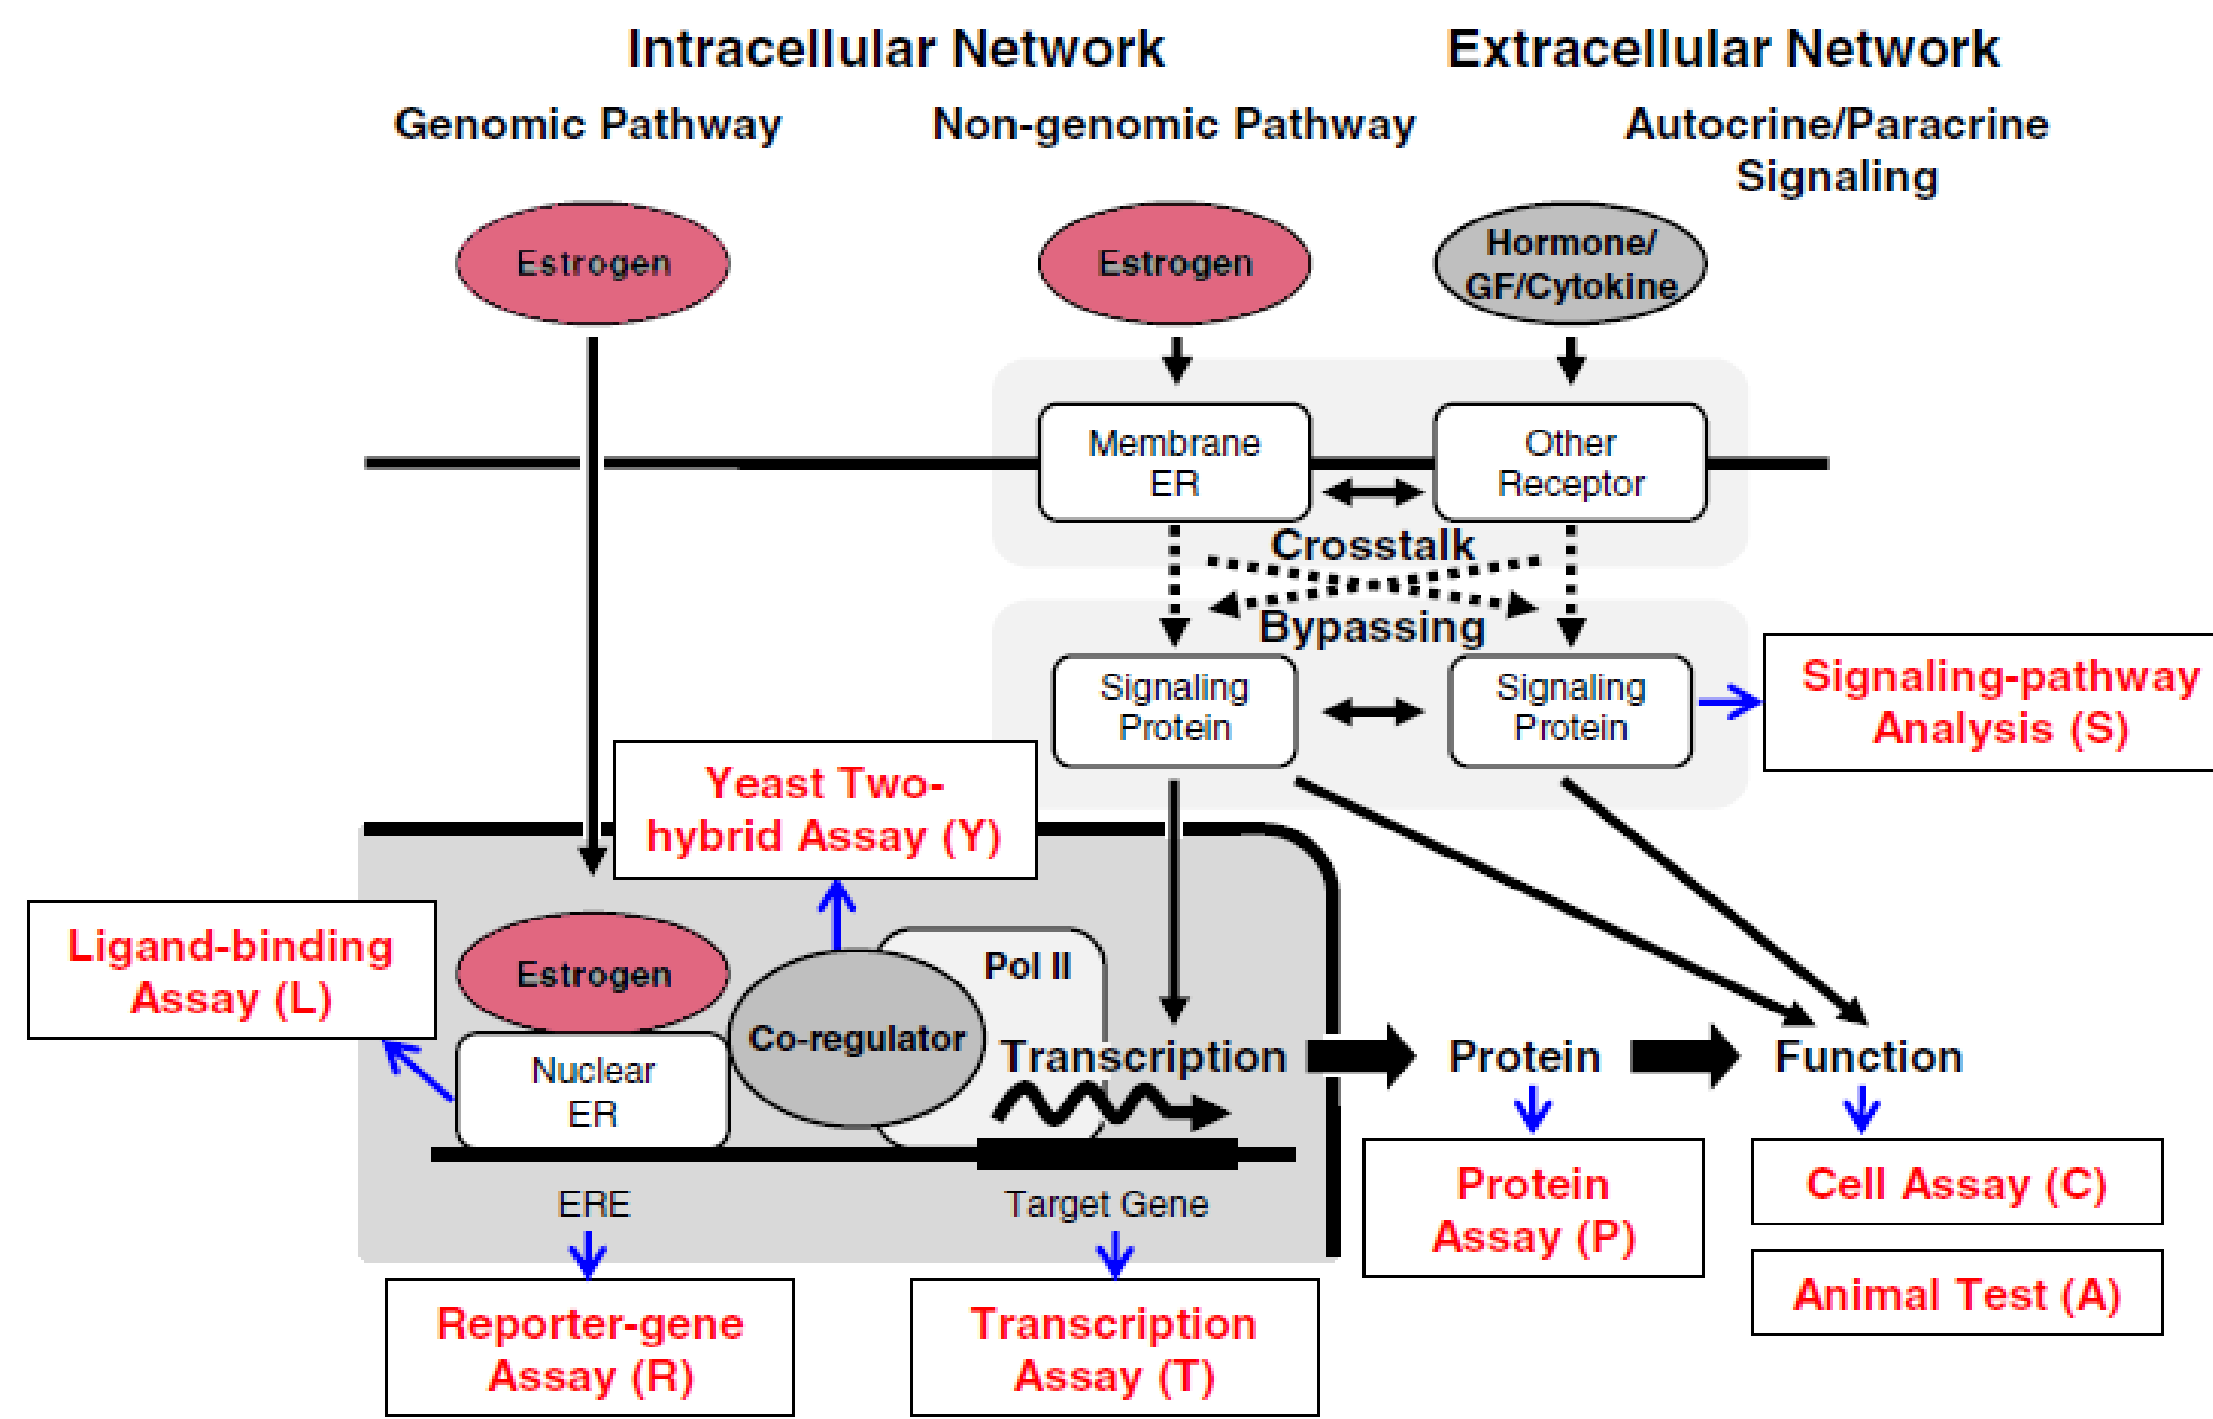 Intracellular Network
Extracellular Network
Genomic Pathway
Non-genomic Pathway
Autocrine/Paracrine
Signaling
Estrogen
Estrogen
Hormone/
GF/Cytokine
Membrane
ER
Other
Receptor
Crosstalk
Bypassing
Signaling
Protein
Signaling
Protein
Signaling-pathway
Analysis (S)
Yeast Two-
hybrid Assay (Y)
Ligand-binding
Assay (L)
Estrogen
Nuclear
ER
Co-regulator
Pol II
Transcription
Protein
Function
ERE
Target Gene
Protein
Assay (P)
Cell Assay (C)
Animal Test (A)
Reporter-gene
Assay (R)
Transcription
Assay (T)